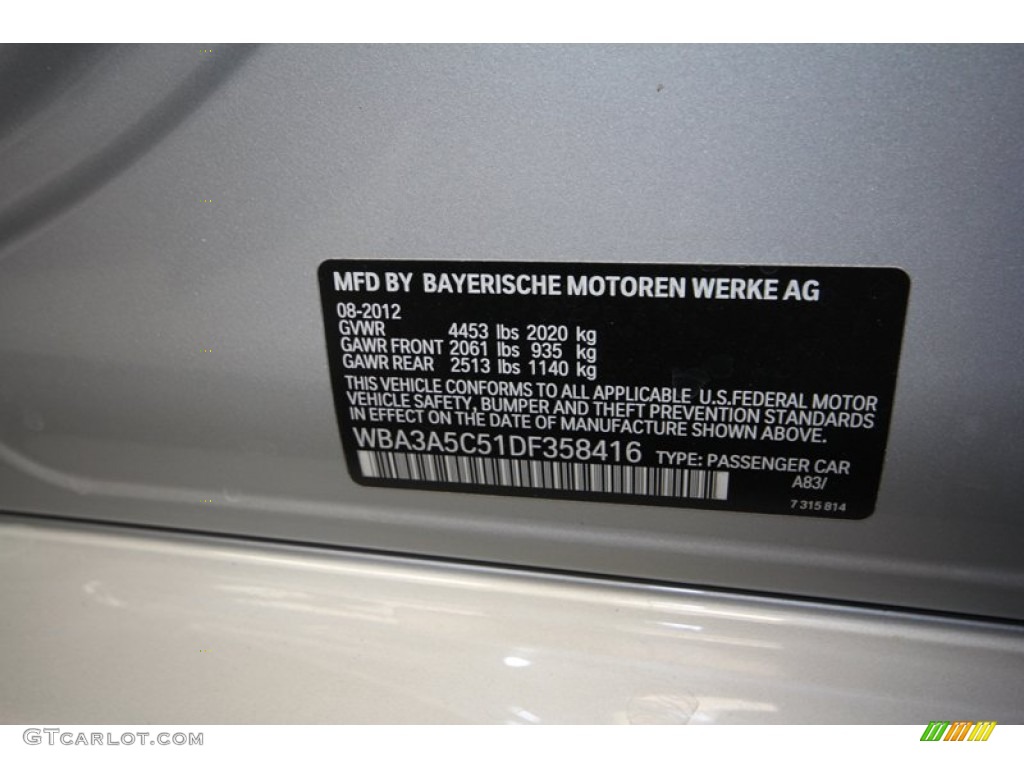 MFD BY BAYERISCHE MOTOREN WERKE AG
08-2012
GVWR 4453 lbs 2020 kg
GAWR FRONT 2061 lbs 935 kg
GAWR REAR 2513 lbs 1140 kg
THIS VEHICLE CONFORMS TO ALL APPLICABLE U.S.FEDERAL MOTOR
VEHICLE SAFETY, BUMPER AND THEFT PREVENTION STANDARDS
IN EFFECT ON THE DATE OF MANUFACTURE SHOWN ABOVE.
WBA3A5C51DF358416 TYPE: PASSENGER CAR
A83/
7 315 814
GTCARLOT.COM